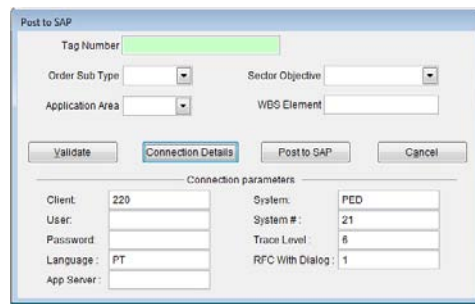 Post to SAP
Tag Number
Order Sub Type Sector Objective
Application Area WBS Element
Validate Connection Details Post to SAP Cancel
Connection parameters
Client: 220 System: PED
User: System # : 21
Password: Trace Level : 6
Language : PT RFC With Dialog : 1
App Server :